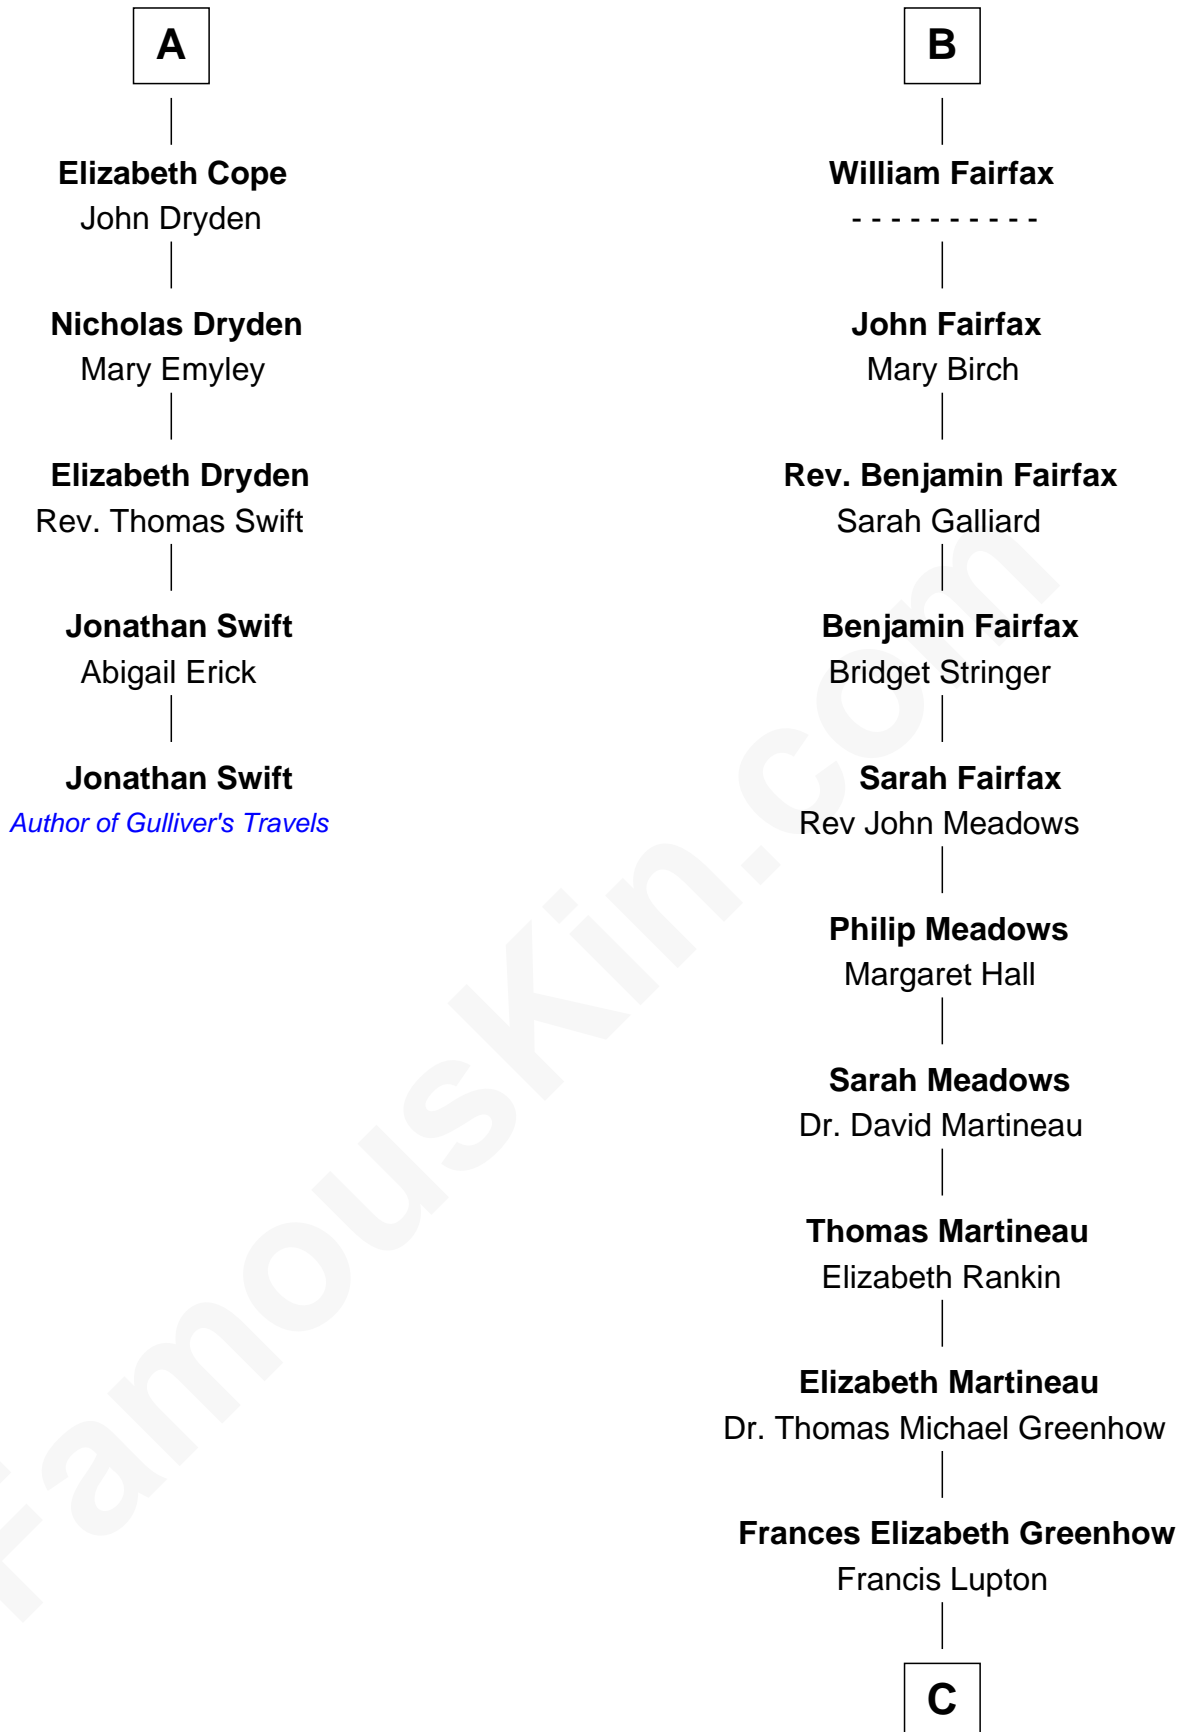 A
Elizabeth Cope
John Dryden
Nicholas Dryden
Mary Emyley
Elizabeth Dryden
Rev. Thomas Swift
Jonathan Swift
Abigail Erick
Jonathan Swift
Author of Gulliver's Travels
B
William Fairfax
- - - - - - - - - -
John Fairfax
Mary Birch
Rev. Benjamin Fairfax
Sarah Galliard
Benjamin Fairfax
Bridget Stringer
Sarah Fairfax
Rev John Meadows
Philip Meadows
Margaret Hall
Sarah Meadows
Dr. David Martineau
Thomas Martineau
Elizabeth Rankin
Elizabeth Martineau
Dr. Thomas Michael Greenhow
Frances Elizabeth Greenhow
Francis Lupton
C
FamousKin.com